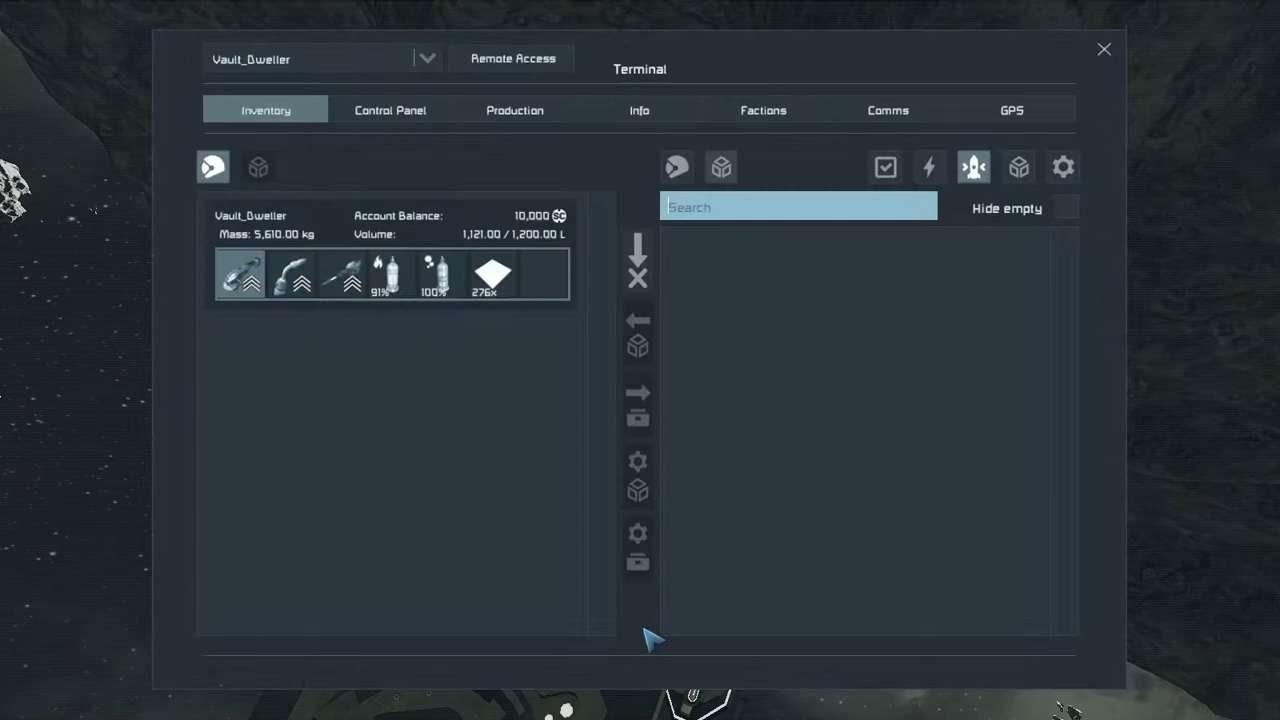 Vault_Dweller
Remote Access
Terminal
Inventory
Control Panel
Production
Info
Factions
Comms
GPS
Search
Hide empty
Vault_Dweller Account Balance: 10,000 SC
Mass: 5,610.00 kg Volume: 1,121.00 / 1,200.00 L
91% 100% 276x